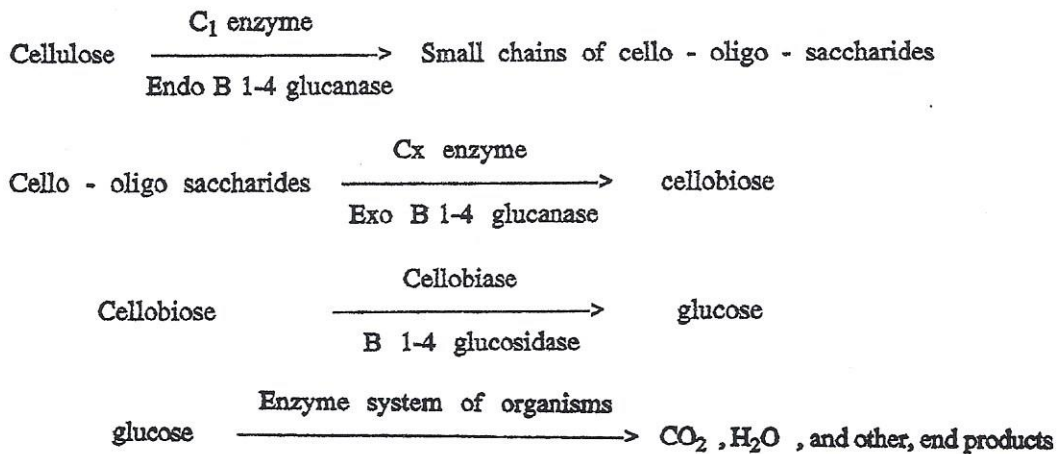 C₁ enzyme
Cellulose ⟶ Small chains of cello - oligo - saccharides
Endo B 1-4 glucanase
Cx enzyme
Cello - oligo saccharides ⟶ cellobiose
Exo B 1-4 glucanase
Cellobiase
Cellobiose ⟶ glucose
B 1-4 glucosidase
Enzyme system of organisms
glucose ⟶ CO₂ , H₂O , and other, end products